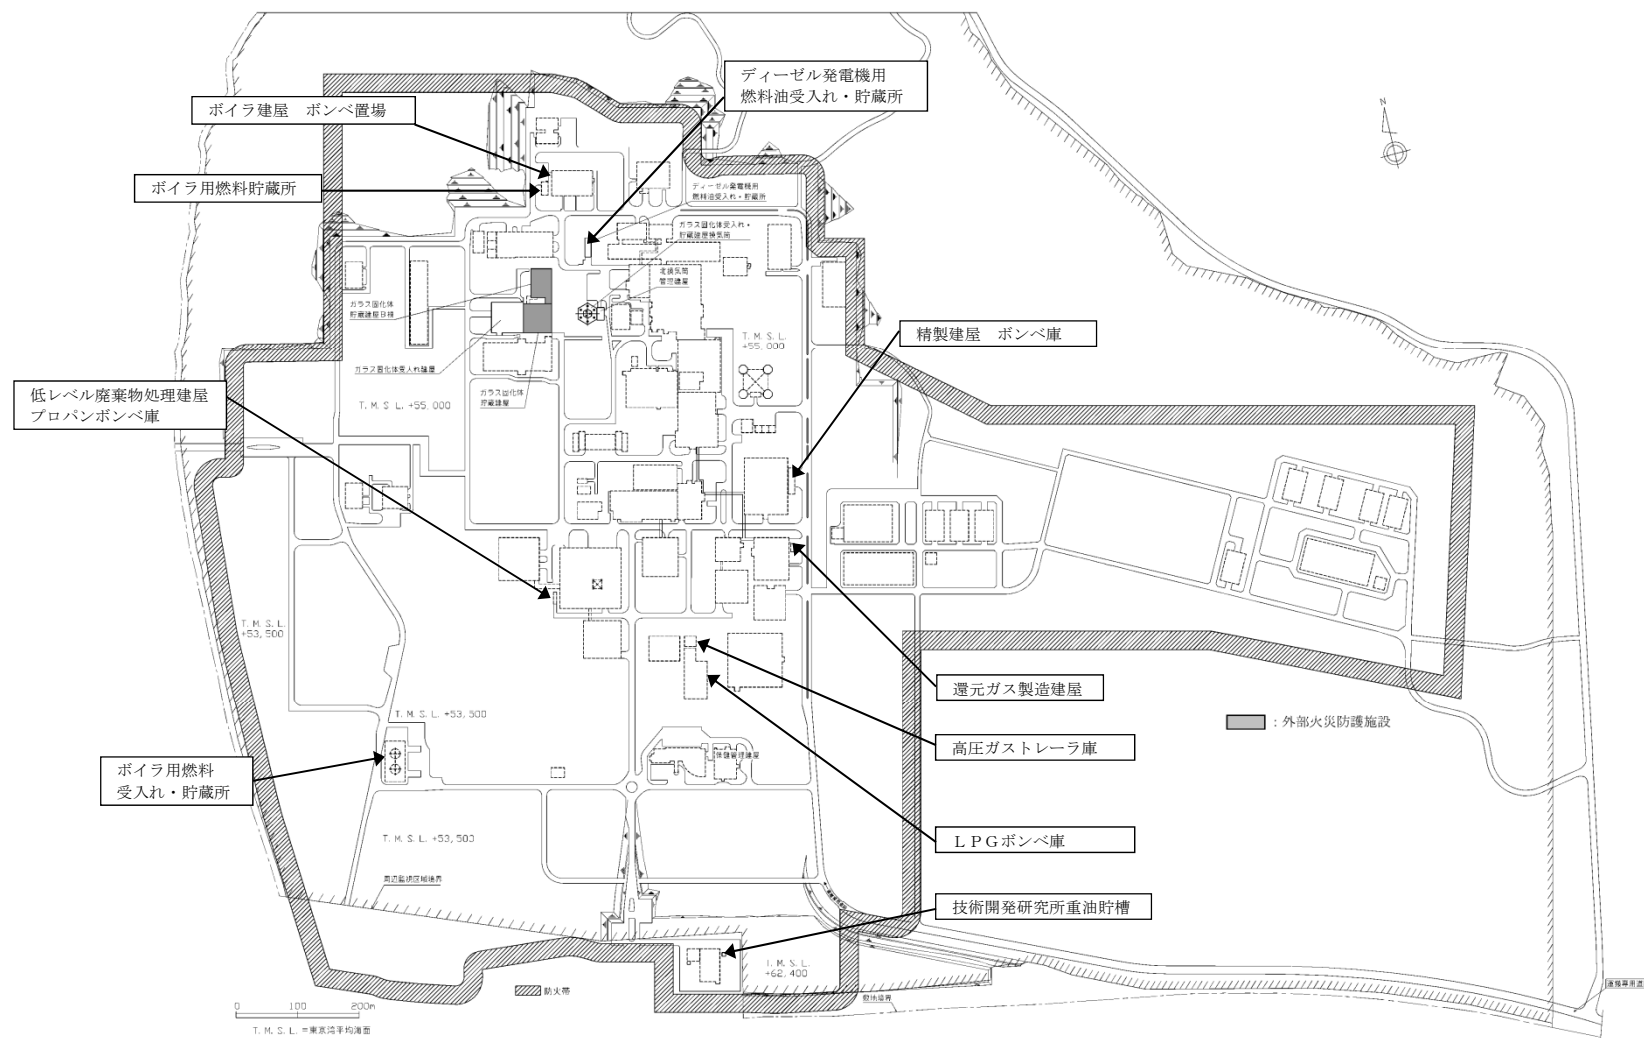 ディーゼル発電機用
燃料油受入れ・貯蔵所
ボイラ建屋　ボンベ置場
N
ボイラ用燃料貯蔵所
ディーゼル発電機用
燃料油受入れ・貯蔵所
ガラス固化体受入れ・
貯蔵建屋換気筒
北換気筒
管理建屋
ガラス固化体
貯蔵建屋B棟
精製建屋　ボンベ庫
T. M. S. L.
+55,000
ガラス固化体受入れ建屋
ガラス固化体
貯蔵建屋
低レベル廃棄物処理建屋
プロパンボンベ庫
T. M. S. L. +55,000
T. M. S. L.
+53,500
還元ガス製造建屋
T. M. S. L. +53,500
：外部火災防護施設
高圧ガストレーラ庫
保健管理建屋
ボイラ用燃料
受入れ・貯蔵所
T. M. S. L. +53,500
ＬＰＧボンベ庫
周辺監視区域境界
技術開発研究所重油貯槽
T. M. S. L.
+62,400
防火帯
敷地境界
0 100 200m
T. M. S. L. =東京湾平均海面